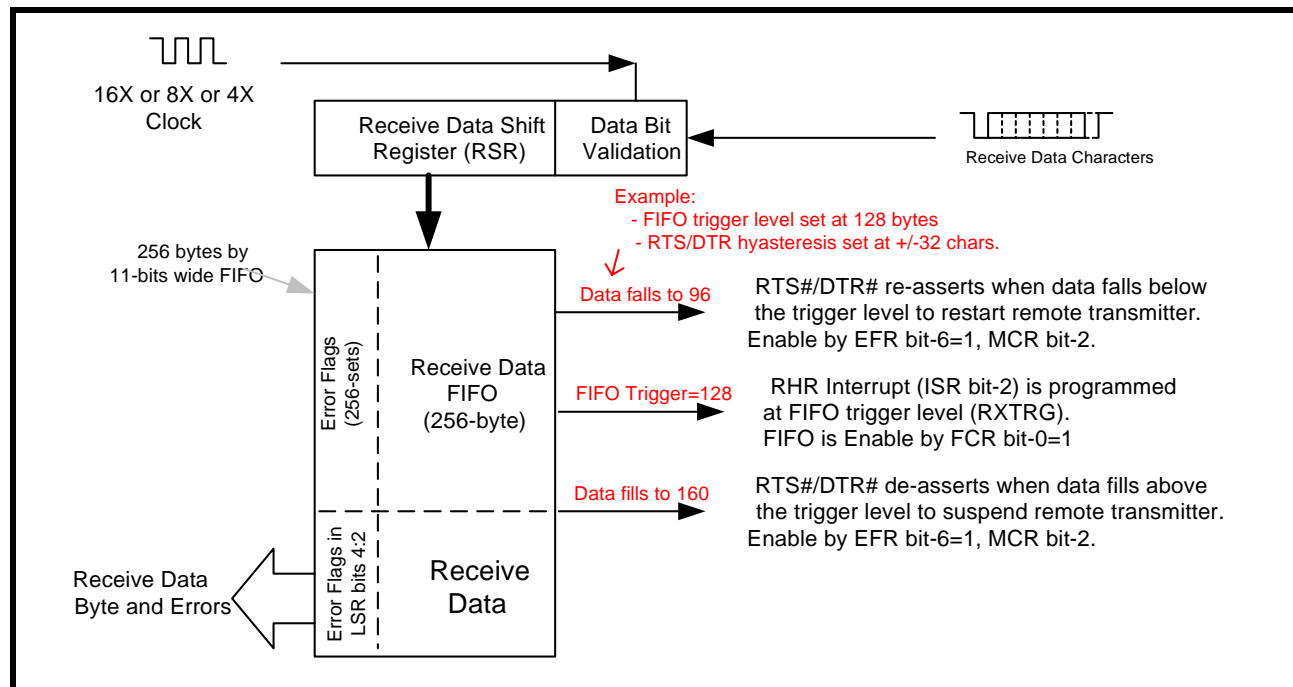 16X or 8X or 4X
Clock
Receive Data Shift
Register (RSR)
Data Bit
Validation
Receive Data Characters
Example:
- FIFO trigger level set at 128 bytes
- RTS/DTR hyasteresis set at +/-32 chars.
256 bytes by
11-bits wide FIFO
Error Flags
(256-sets)
Receive Data
FIFO
(256-byte)
Data falls to 96
RTS#/DTR# re-asserts when data falls below
the trigger level to restart remote transmitter.
Enable by EFR bit-6=1, MCR bit-2.
FIFO Trigger=128
RHR Interrupt (ISR bit-2) is programmed
at FIFO trigger level (RXTRG).
FIFO is Enable by FCR bit-0=1
Data fills to 160
RTS#/DTR# de-asserts when data fills above
the trigger level to suspend remote transmitter.
Enable by EFR bit-6=1, MCR bit-2.
Error Flags in
LSR bits 4:2
Receive
Data
Receive Data
Byte and Errors